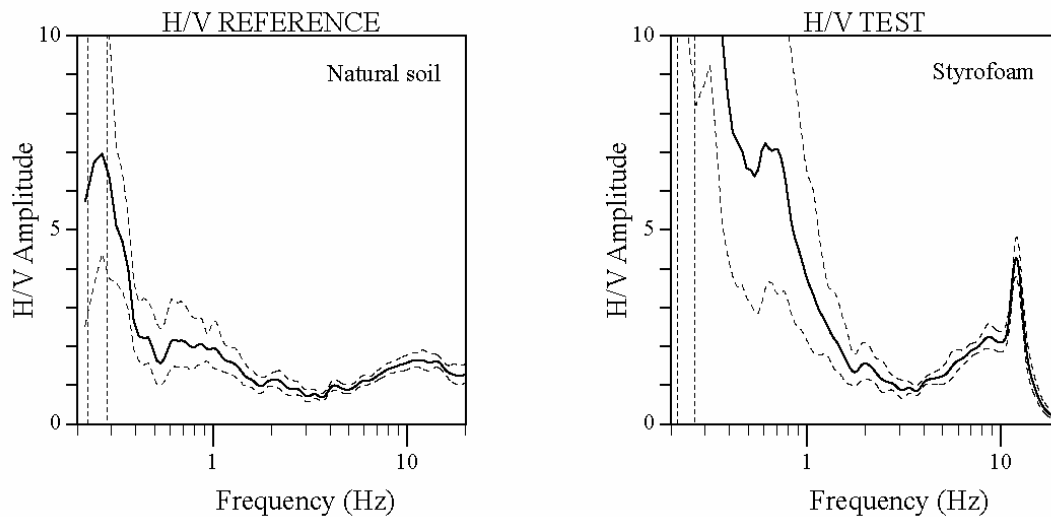 H/V REFERENCE
Natural soil
H/V Amplitude
10
5
0
1
10
Frequency (Hz)
H/V TEST
Styrofoam
H/V Amplitude
10
5
0
1
10
Frequency (Hz)